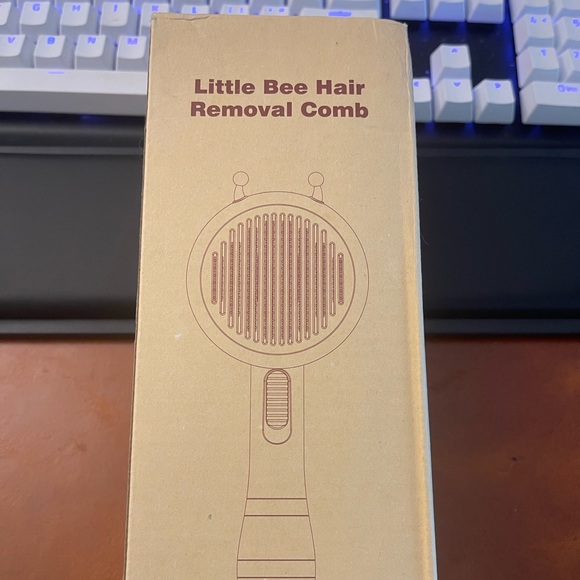 G H I
V B N M
Little Bee Hair
Removal Comb